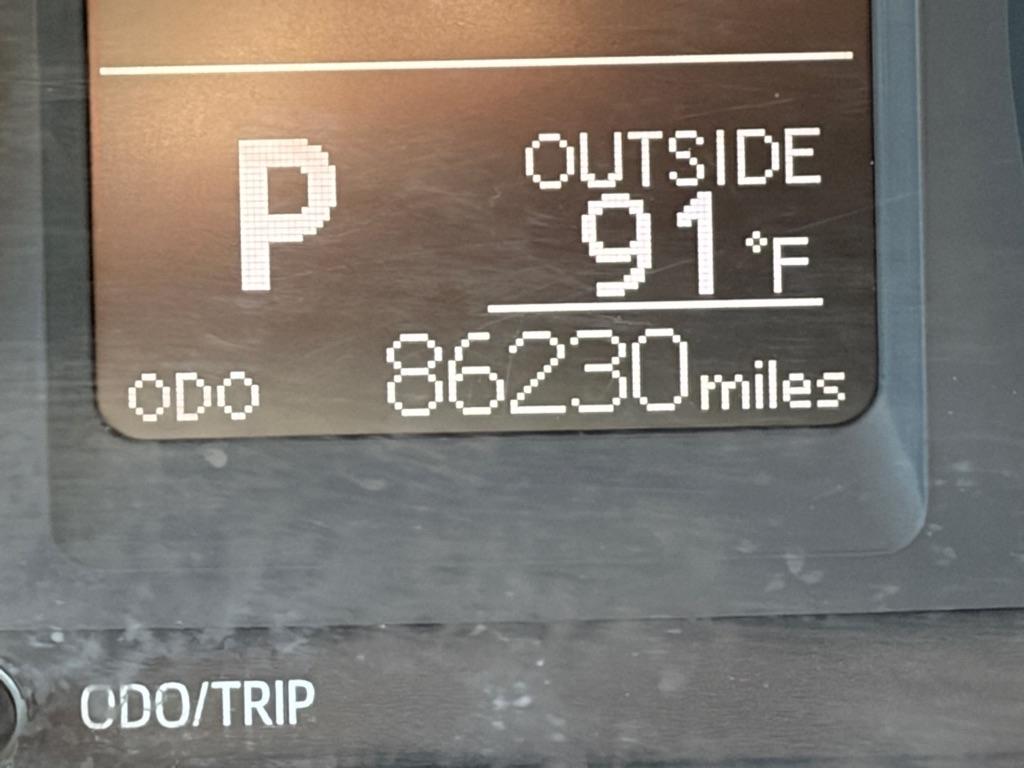 P
OUTSIDE
91 °F
ODO 86230 miles
ODO/TRIP